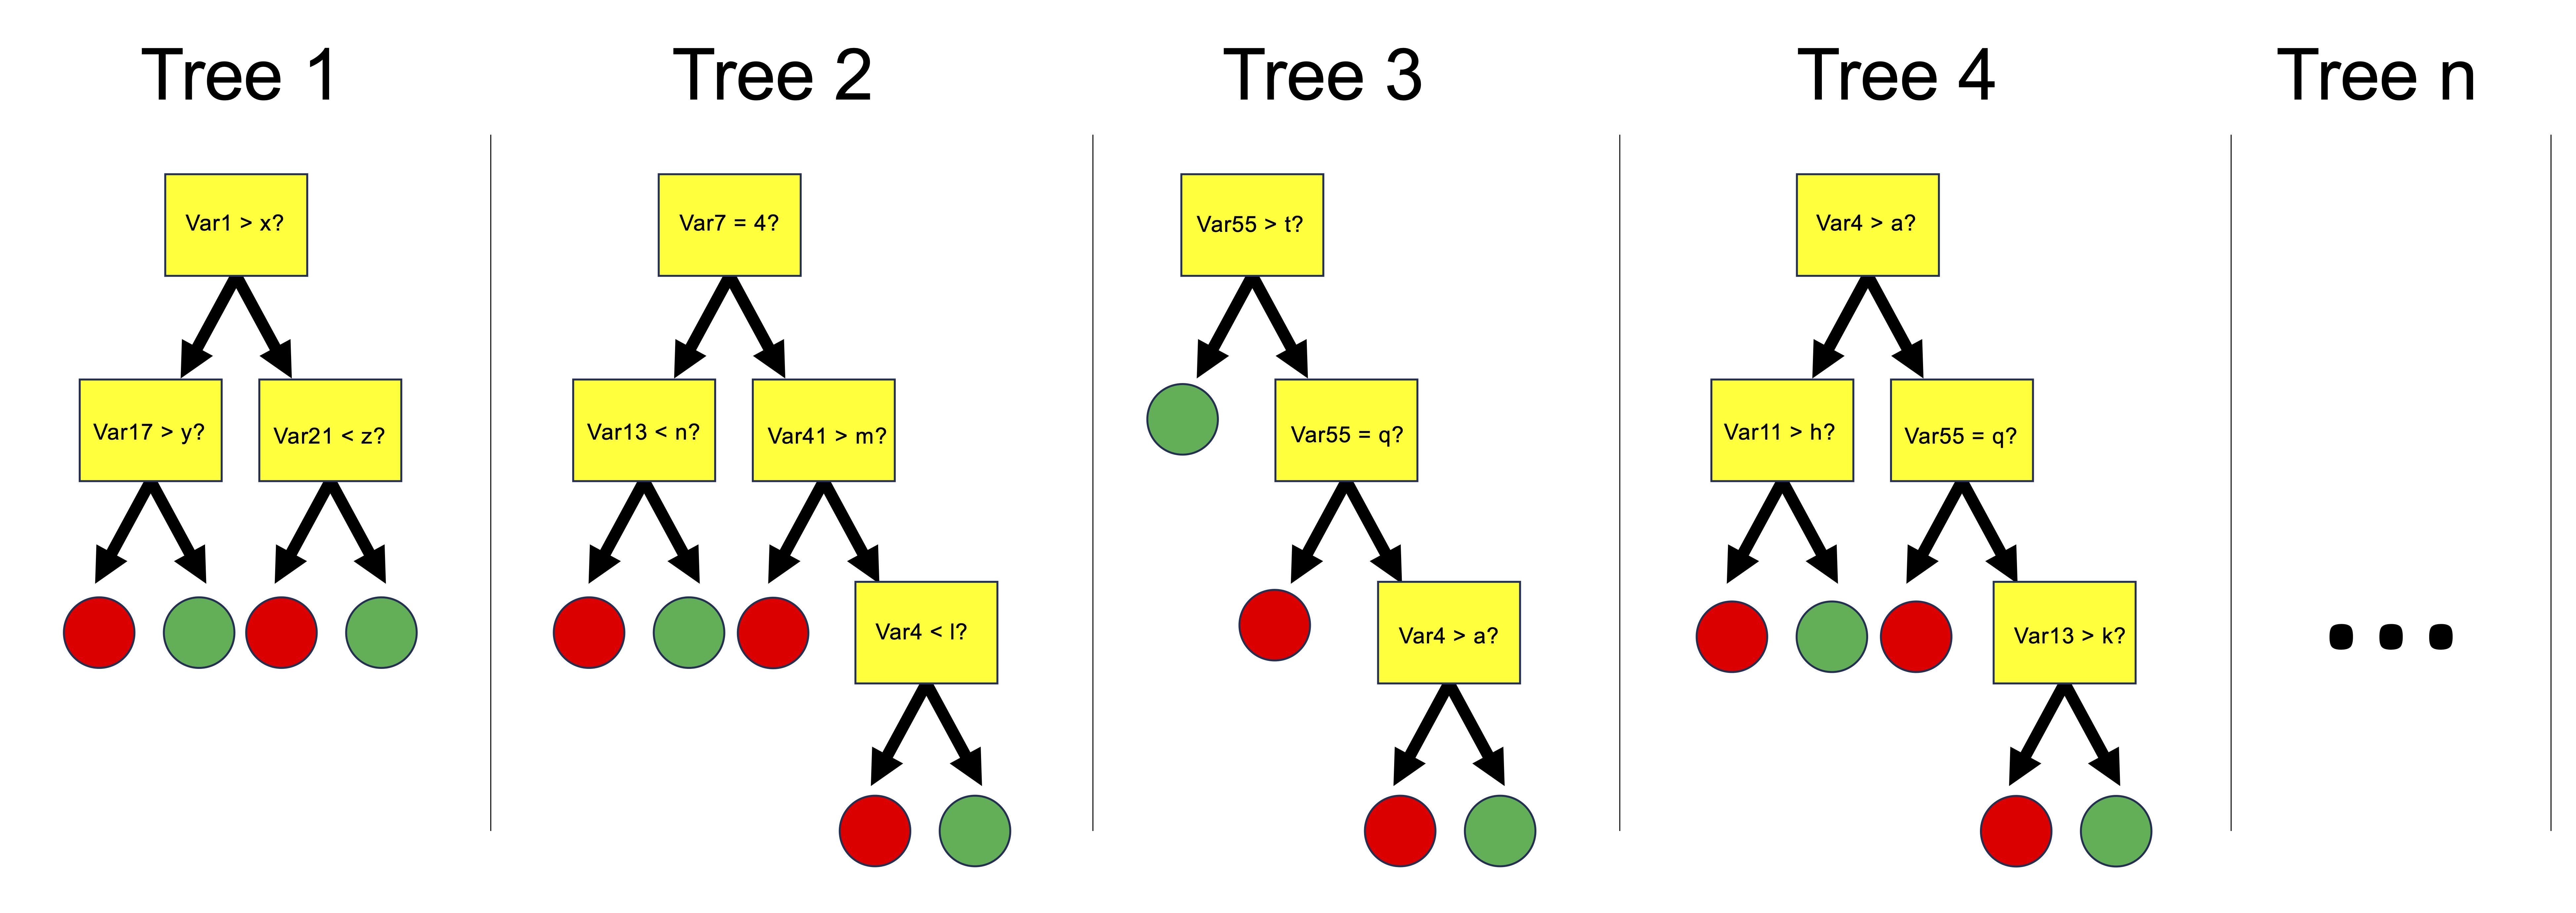 Tree 1
Tree 2
Tree 3
Tree 4
Tree n
Var1 > x?
Var17 > y?
Var21 < z?
Var7 = 4?
Var13 < n?
Var41 > m?
Var4 < l?
Var55 > t?
Var55 = q?
Var4 > a?
Var4 > a?
Var11 > h?
Var55 = q?
Var13 > k?
...